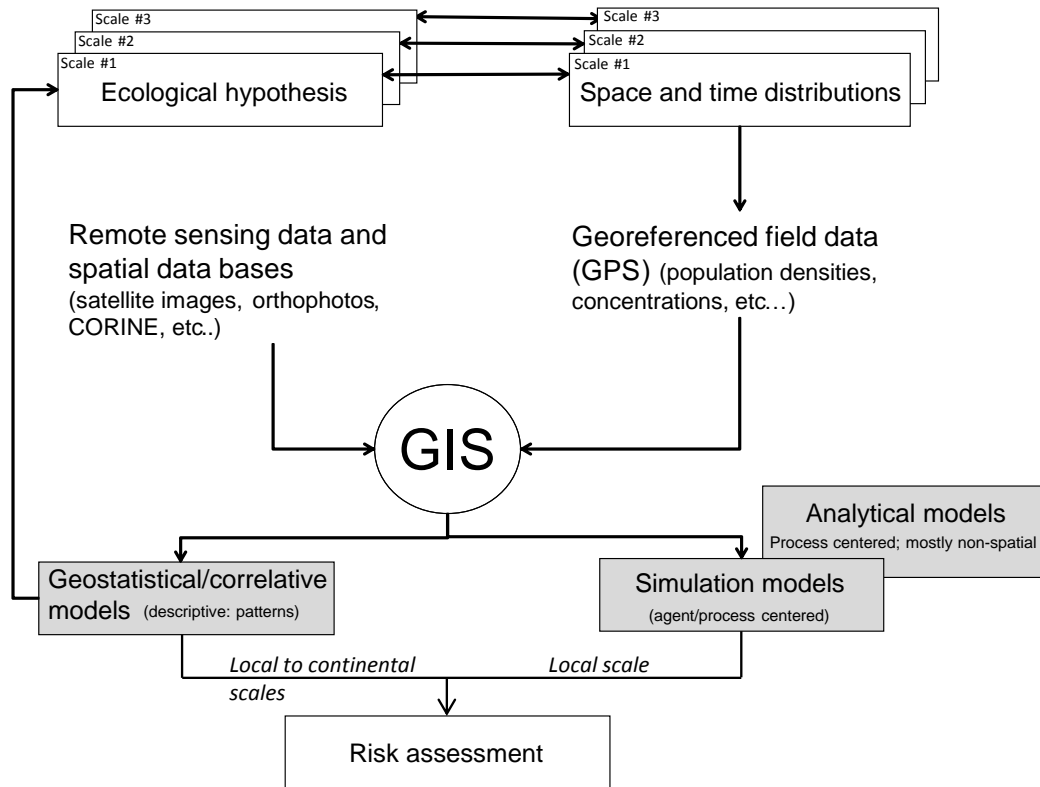 Scale #3
Scale #2
Scale #1
Ecological hypothesis
Scale #3
Scale #2
Scale #1
Space and time distributions
Remote sensing data and
spatial data bases
(satellite images, orthophotos,
CORINE, etc..)
Georeferenced field data
(GPS) (population densities,
concentrations, etc…)
GIS
Analytical models
Process centered; mostly non-spatial
Geostatistical/correlative
models (descriptive: patterns)
Simulation models
(agent/process centered)
Local to continental
scales
Local scale
Risk assessment